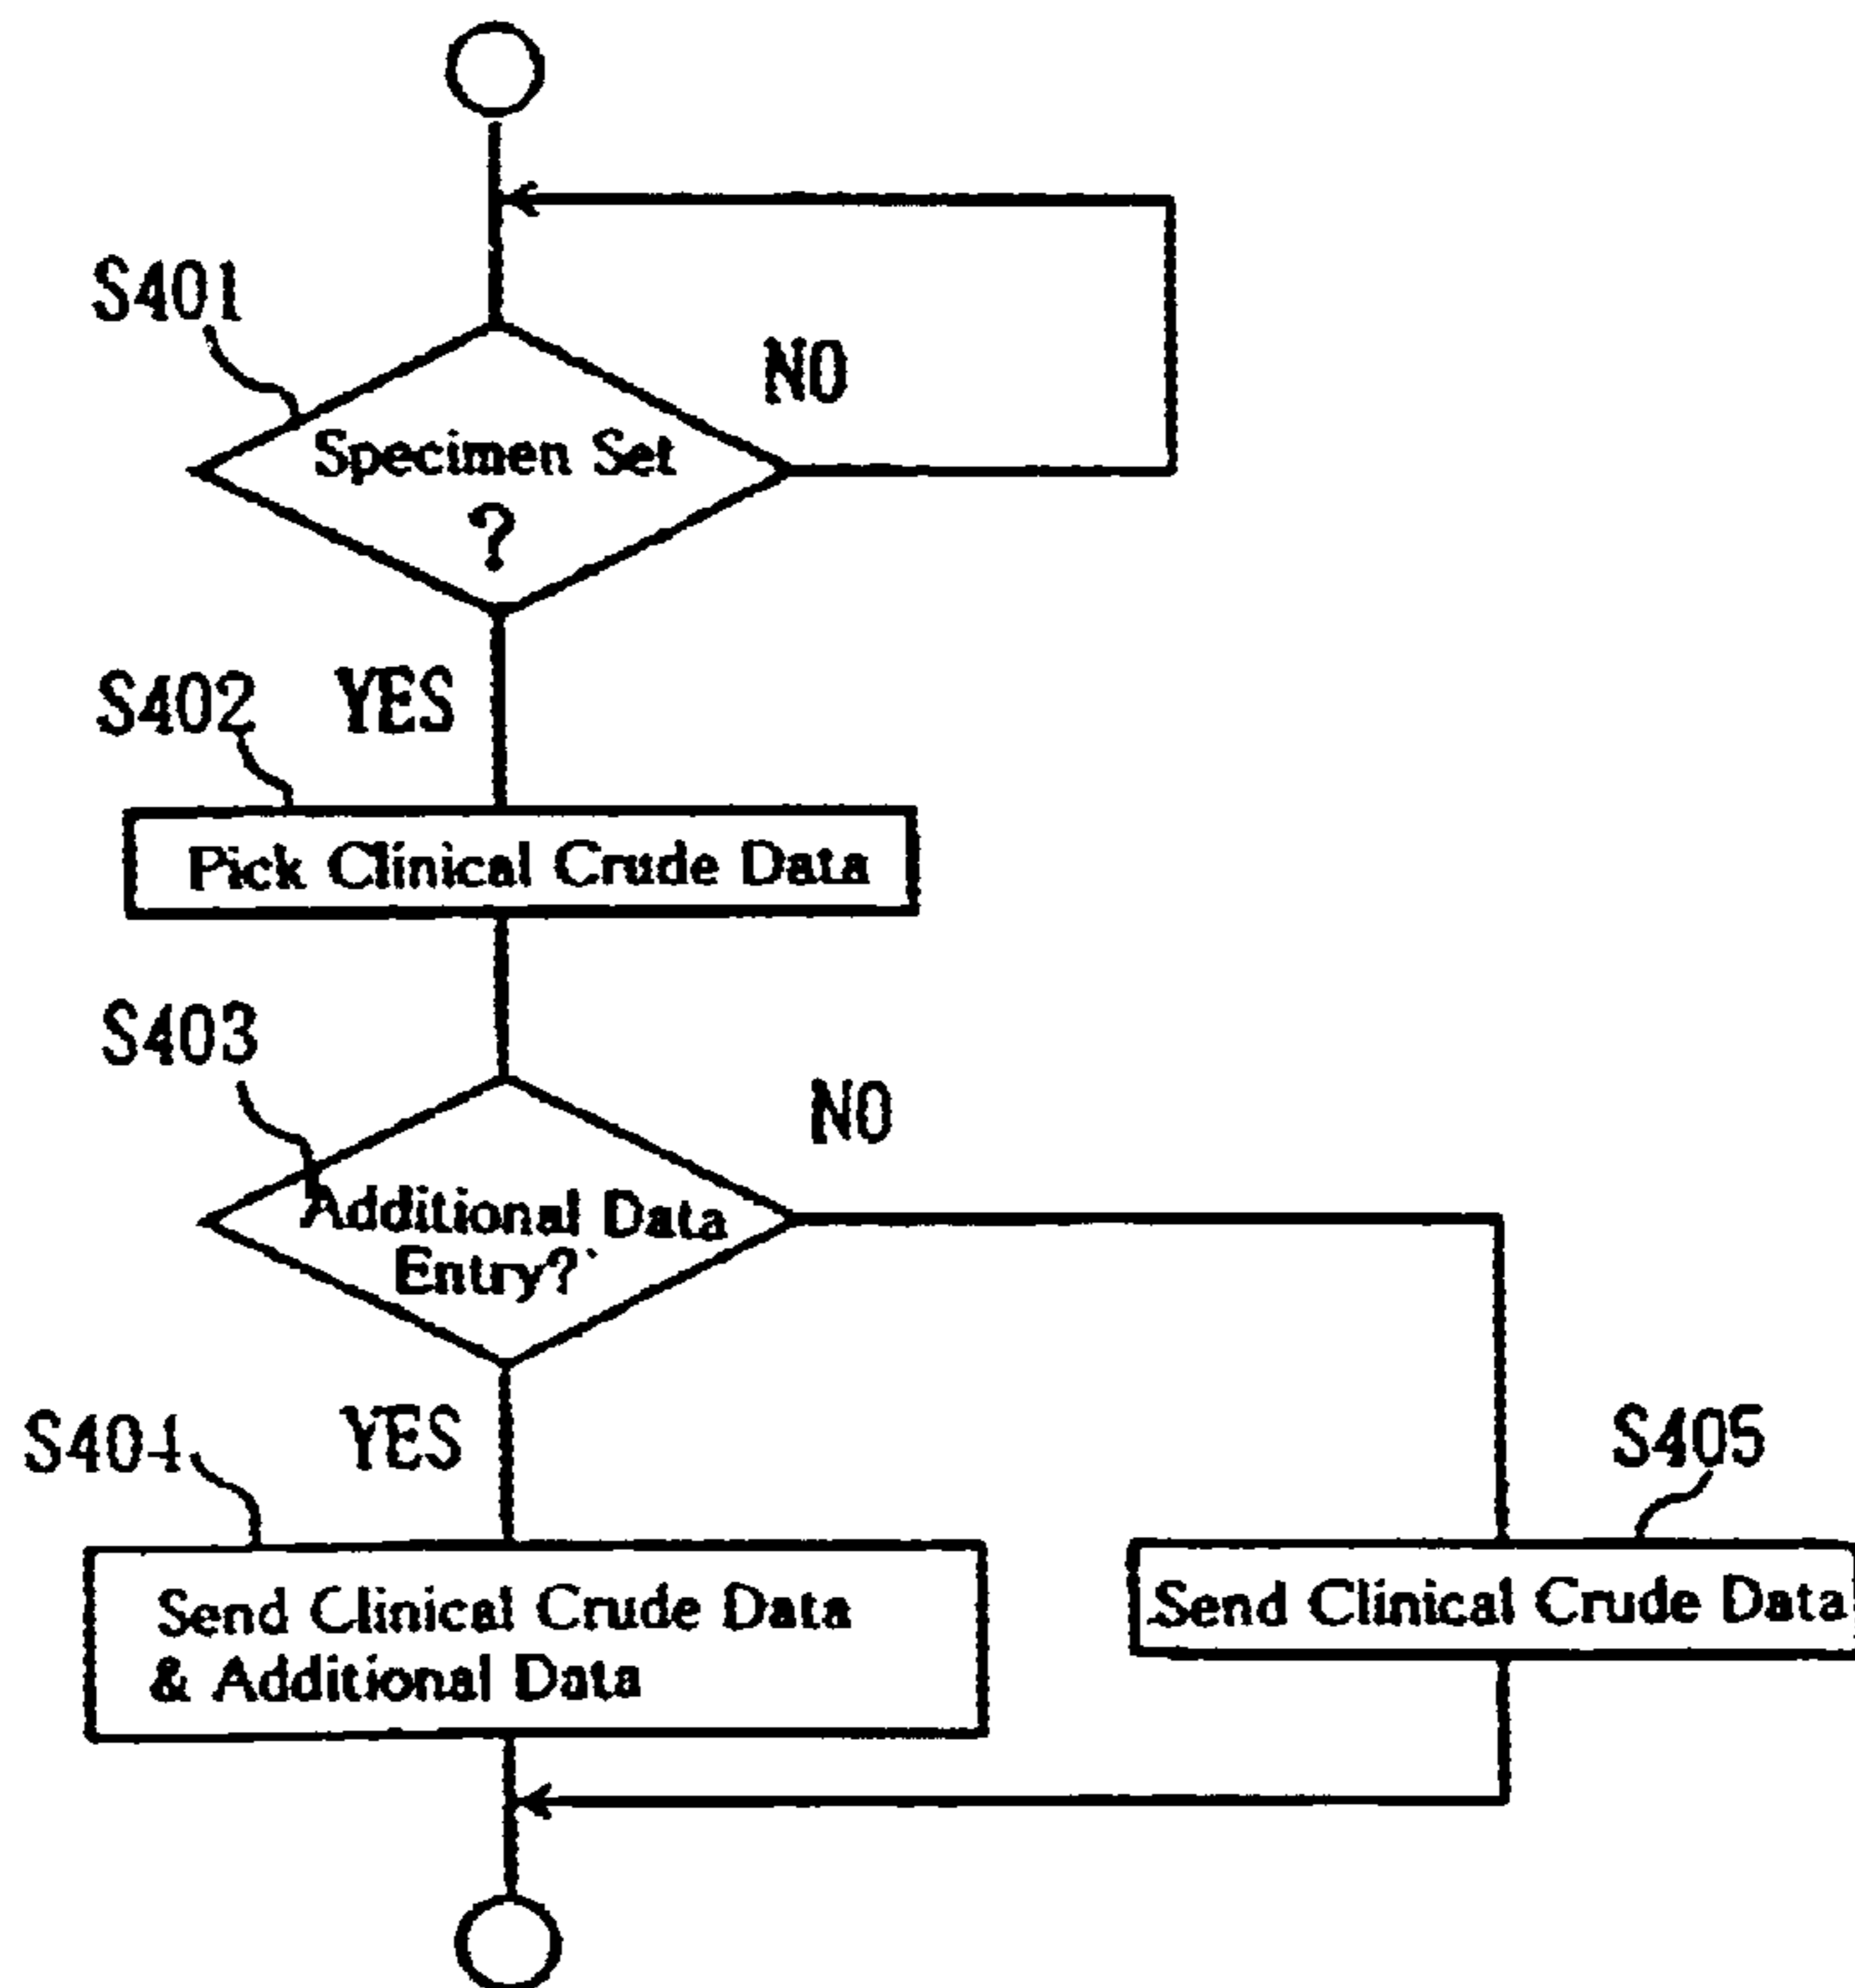 S401
NO
Specimen Set
?
S402
YES
Pick Clinical Crude Data
S403
NO
Additional Data
Entry?
S404
YES
S405
Send Clinical Crude Data
& Additional Data
Send Clinical Crude Data